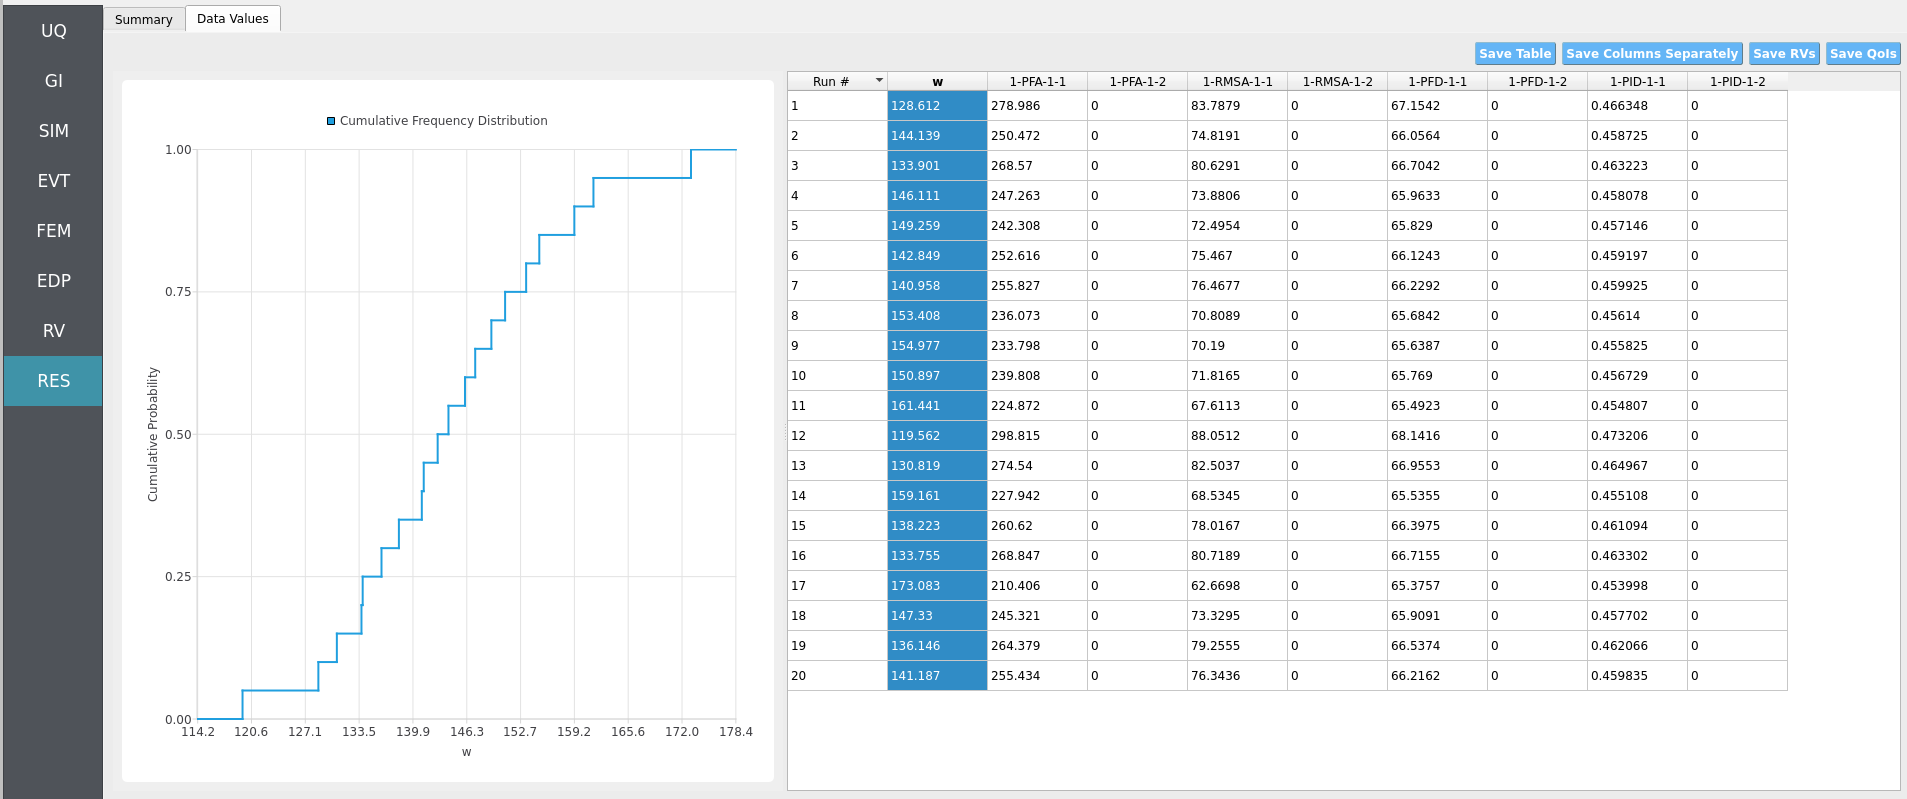 UQ
GI
SIM
EVT
FEM
EDP
RV
RES
Summary Data Values
Save Table Save Columns Separately Save RVs Save QoIs
Cumulative Frequency Distribution
1.00
0.75
0.50
0.25
0.00
Cumulative Probability
114.2 120.6 127.1 133.5 139.9 146.3 152.7 159.2 165.6 172.0 178.4
w
Run # w 1-PFA-1-1 1-PFA-1-2 1-RMSA-1-1 1-RMSA-1-2 1-PFD-1-1 1-PFD-1-2 1-PID-1-1 1-PID-1-2
1 128.612 278.986 0 83.7879 0 67.1542 0 0.466348 0
2 144.139 250.472 0 74.8191 0 66.0564 0 0.458725 0
3 133.901 268.57 0 80.6291 0 66.7042 0 0.463223 0
4 146.111 247.263 0 73.8806 0 65.9633 0 0.458078 0
5 149.259 242.308 0 72.4954 0 65.829 0 0.457146 0
6 142.849 252.616 0 75.467 0 66.1243 0 0.459197 0
7 140.958 255.827 0 76.4677 0 66.2292 0 0.459925 0
8 153.408 236.073 0 70.8089 0 65.6842 0 0.45614 0
9 154.977 233.798 0 70.19 0 65.6387 0 0.455825 0
10 150.897 239.808 0 71.8165 0 65.769 0 0.456729 0
11 161.441 224.872 0 67.6113 0 65.4923 0 0.454807 0
12 119.562 298.815 0 88.0512 0 68.1416 0 0.473206 0
13 130.819 274.54 0 82.5037 0 66.9553 0 0.464967 0
14 159.161 227.942 0 68.5345 0 65.5355 0 0.455108 0
15 138.223 260.62 0 78.0167 0 66.3975 0 0.461094 0
16 133.755 268.847 0 80.7189 0 66.7155 0 0.463302 0
17 173.083 210.406 0 62.6698 0 65.3757 0 0.453998 0
18 147.33 245.321 0 73.3295 0 65.9091 0 0.457702 0
19 136.146 264.379 0 79.2555 0 66.5374 0 0.462066 0
20 141.187 255.434 0 76.3436 0 66.2162 0 0.459835 0